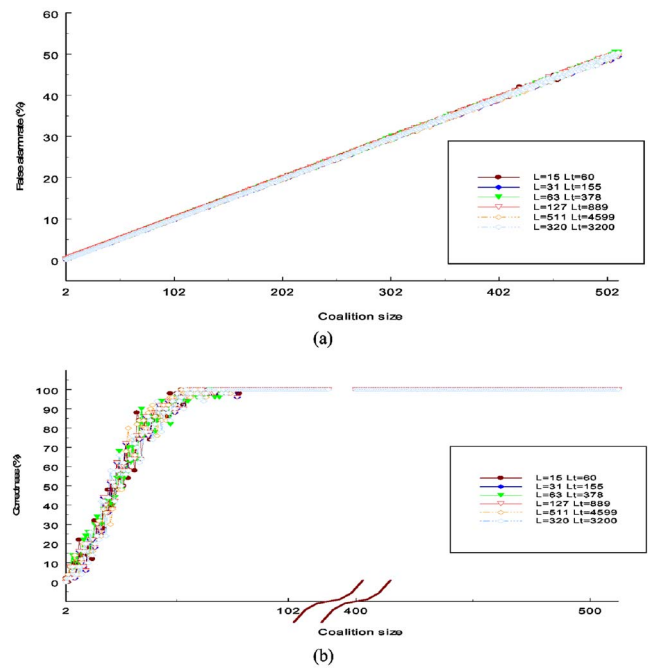 60
50
40
30
20
10
0
False alarm rate (%)
2 102 202 302 402 502
Coalition size
L=15 Lt=60
L=31 Lt=155
L=63 Lt=378
L=127 Lt=889
L=511 Lt=4599
L=320 Lt=3200
(a)
100
90
80
70
60
50
40
30
20
10
0
Correctness (%)
2 102 400 500
Coalition size
L=15 Lt=60
L=31 Lt=155
L=63 Lt=378
L=127 Lt=889
L=511 Lt=4599
L=320 Lt=3200
(b)